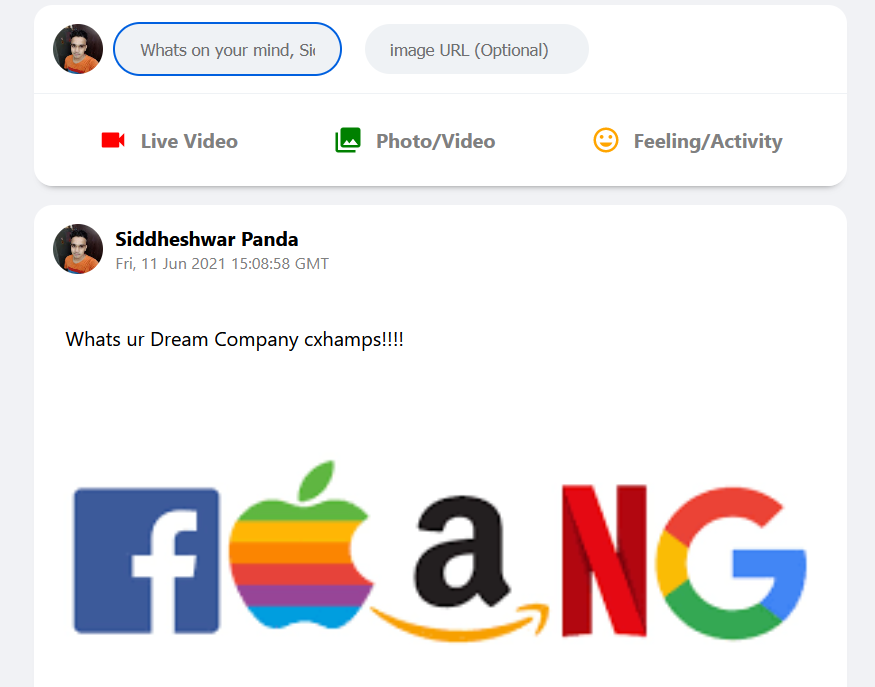 Whats on your mind, Si
image URL (Optional)
Live Video
Photo/Video
Feeling/Activity
Siddheshwar Panda
Fri, 11 Jun 2021 15:08:58 GMT
Whats ur Dream Company cxhamps!!!!
f a N G